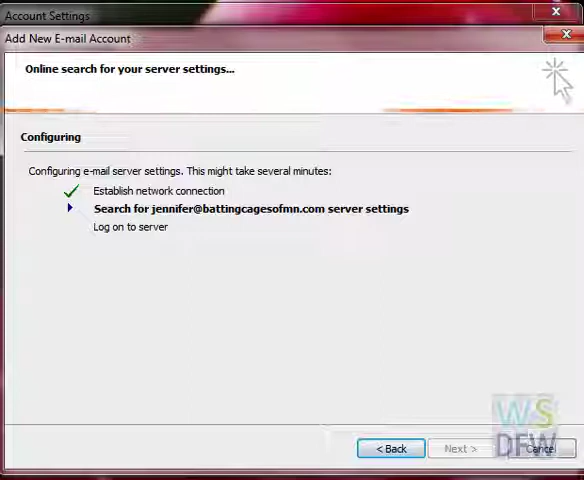 Account Settings
Add New E-mail Account
Online search for your server settings...
Configuring
Configuring e-mail server settings. This might take several minutes:
Establish network connection
Search for jennifer@battingcagesofmn.com server settings
Log on to server
< Back
Next >
Cancel
WS
DFW